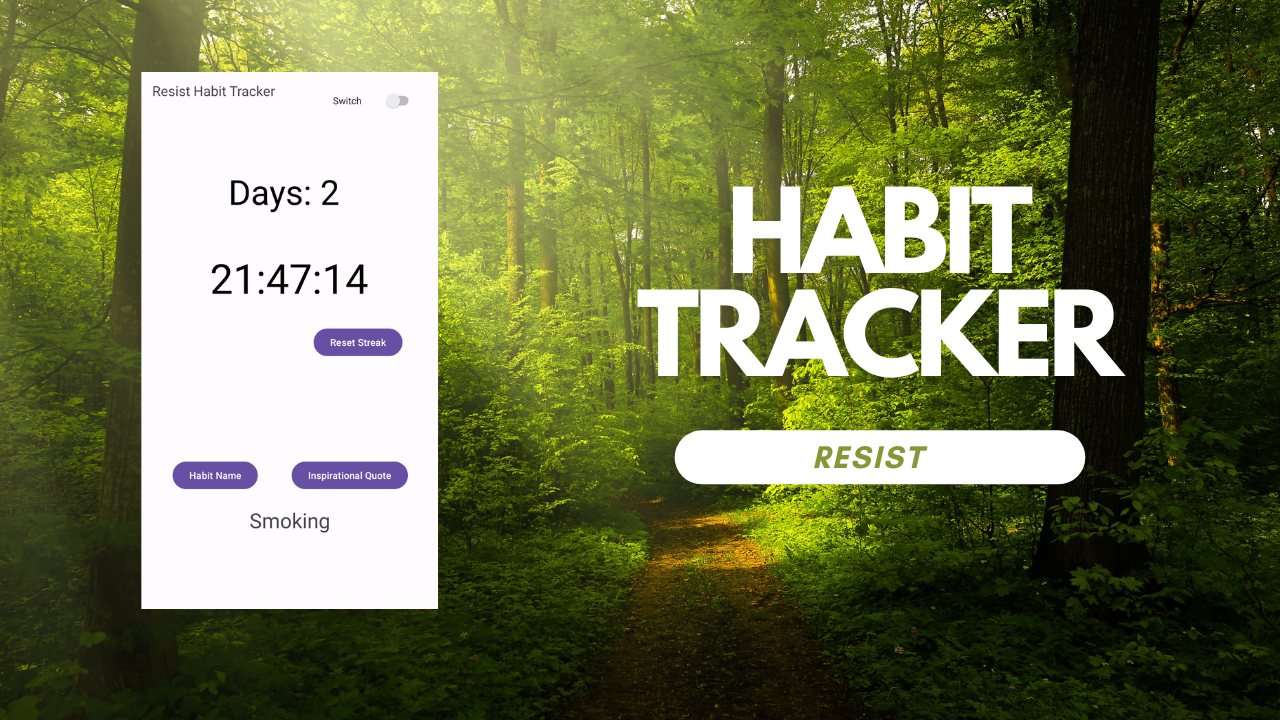 Resist Habit Tracker
Switch
Days: 2
21:47:14
Reset Streak
Habit Name
Inspirational Quote
Smoking
HABIT
TRACKER
RESIST